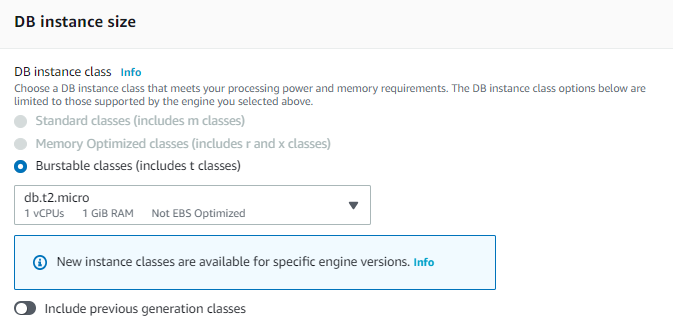 DB instance size
DB instance class Info
Choose a DB instance class that meets your processing power and memory requirements. The DB instance class options below are
limited to those supported by the engine you selected above.
Standard classes (includes m classes)
Memory Optimized classes (includes r and x classes)
Burstable classes (includes t classes)
db.t2.micro
1 vCPUs 1 GiB RAM Not EBS Optimized
New instance classes are available for specific engine versions. Info
Include previous generation classes